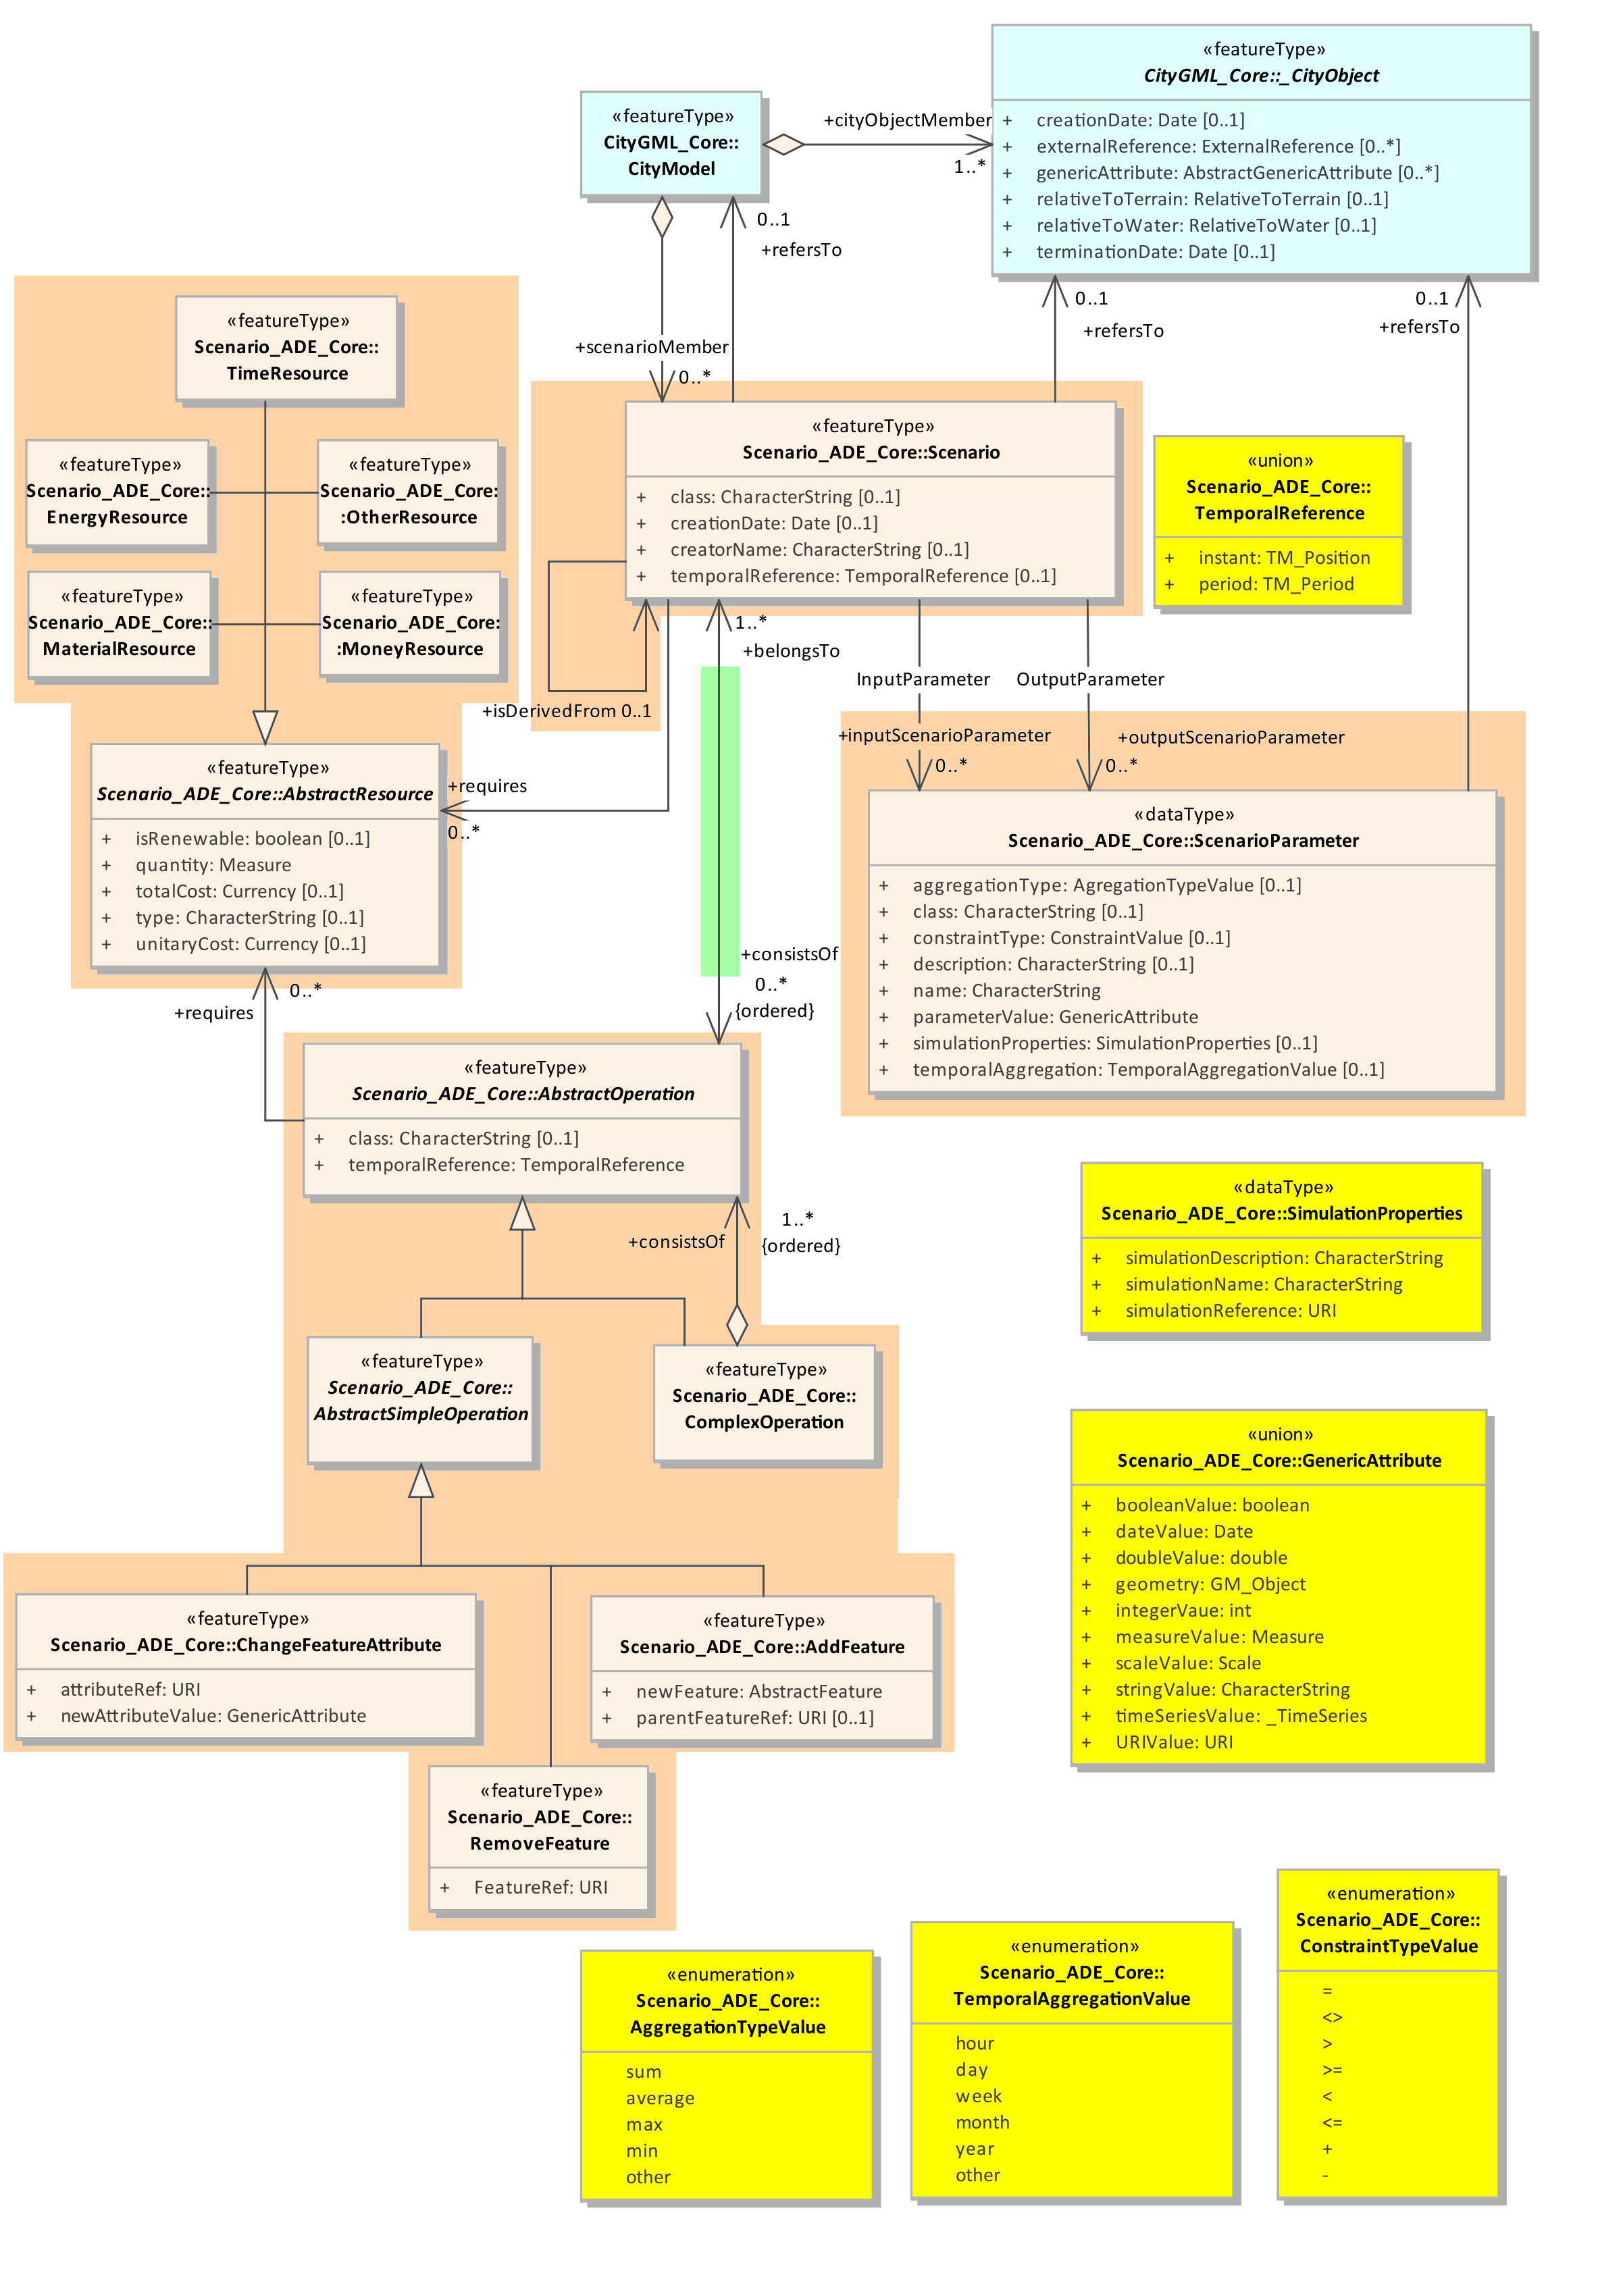 «featureType»
CityGML_Core::_CityObject
+ creationDate: Date [0..1]
+ externalReference: ExternalReference [0..*]
+ genericAttribute: AbstractGenericAttribute [0..*]
+ relativeToTerrain: RelativeToTerrain [0..1]
+ relativeToWater: RelativeToWater [0..1]
+ terminationDate: Date [0..1]
«featureType»
CityGML_Core::
CityModel
+cityObjectMember
1..*
0..1
+refersTo
0..1
+refersTo
0..1
+refersTo
+scenarioMember
0..*
«featureType»
Scenario_ADE_Core::
TimeResource
«featureType»
Scenario_ADE_Core::
EnergyResource
«featureType»
Scenario_ADE_Core:
:OtherResource
«featureType»
Scenario_ADE_Core::
MaterialResource
«featureType»
Scenario_ADE_Core:
:MoneyResource
«featureType»
Scenario_ADE_Core::Scenario
+ class: CharacterString [0..1]
+ creationDate: Date [0..1]
+ creatorName: CharacterString [0..1]
+ temporalReference: TemporalReference [0..1]
«union»
Scenario_ADE_Core::
TemporalReference
+ instant: TM_Position
+ period: TM_Period
1..*
+belongsTo
InputParameter
OutputParameter
+isDerivedFrom 0..1
+inputScenarioParameter
0..*
+outputScenarioParameter
0..*
«featureType»
Scenario_ADE_Core::AbstractResource
+ isRenewable: boolean [0..1]
+ quantity: Measure
+ totalCost: Currency [0..1]
+ type: CharacterString [0..1]
+ unitaryCost: Currency [0..1]
+requires
0..*
«dataType»
Scenario_ADE_Core::ScenarioParameter
+ aggregationType: AgregationTypeValue [0..1]
+ class: CharacterString [0..1]
+ constraintType: ConstraintValue [0..1]
+ description: CharacterString [0..1]
+ name: CharacterString
+ parameterValue: GenericAttribute
+ simulationProperties: SimulationProperties [0..1]
+ temporalAggregation: TemporalAggregationValue [0..1]
+consistsOf
0..*
{ordered}
0..*
+requires
«featureType»
Scenario_ADE_Core::AbstractOperation
+ class: CharacterString [0..1]
+ temporalReference: TemporalReference
1..*
+consistsOf
{ordered}
«dataType»
Scenario_ADE_Core::SimulationProperties
+ simulationDescription: CharacterString
+ simulationName: CharacterString
+ simulationReference: URI
«featureType»
Scenario_ADE_Core::
AbstractSimpleOperation
«featureType»
Scenario_ADE_Core::
ComplexOperation
«union»
Scenario_ADE_Core::GenericAttribute
+ booleanValue: boolean
+ dateValue: Date
+ doubleValue: double
+ geometry: GM_Object
+ integerVaue: int
+ measureValue: Measure
+ scaleValue: Scale
+ stringValue: CharacterString
+ timeSeriesValue: _TimeSeries
+ URIValue: URI
«featureType»
Scenario_ADE_Core::ChangeFeatureAttribute
+ attributeRef: URI
+ newAttributeValue: GenericAttribute
«featureType»
Scenario_ADE_Core::AddFeature
+ newFeature: AbstractFeature
+ parentFeatureRef: URI [0..1]
«featureType»
Scenario_ADE_Core::
RemoveFeature
+ FeatureRef: URI
«enumeration»
Scenario_ADE_Core::
AggregationTypeValue
sum
average
max
min
other
«enumeration»
Scenario_ADE_Core::
TemporalAggregationValue
hour
day
week
month
year
other
«enumeration»
Scenario_ADE_Core::
ConstraintTypeValue
=
<>
>
>=
<
<=
+
-